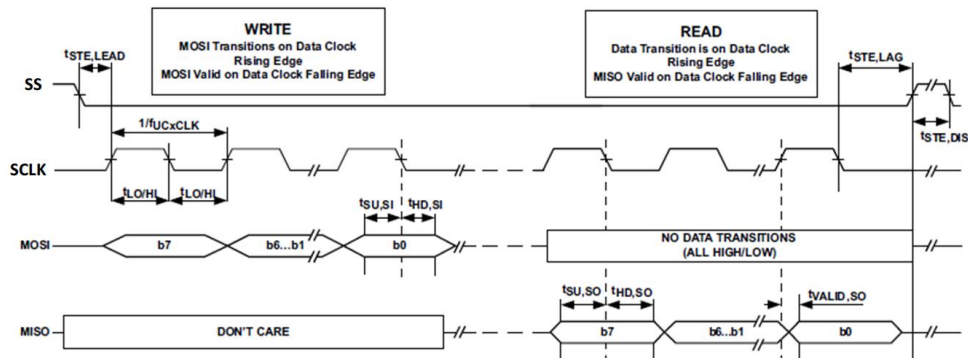 WRITE
MOSI Transitions on Data Clock
Rising Edge
MOSI Valid on Data Clock Falling Edge
READ
Data Transition is on Data Clock
Rising Edge
MISO Valid on Data Clock Falling Edge
tSTE,LEAD
tSTE,LAG
SS
1/fUCxCLK
tSTE,DIS
SCLK
tLO/HI
tLO/HI
tSU,SI
tHD,SI
MOSI
b7
b6...b1
b0
NO DATA TRANSITIONS
(ALL HIGH/LOW)
tSU,SO
tHD,SO
tVALID,SO
MISO
DON'T CARE
b7
b6...b1
b0